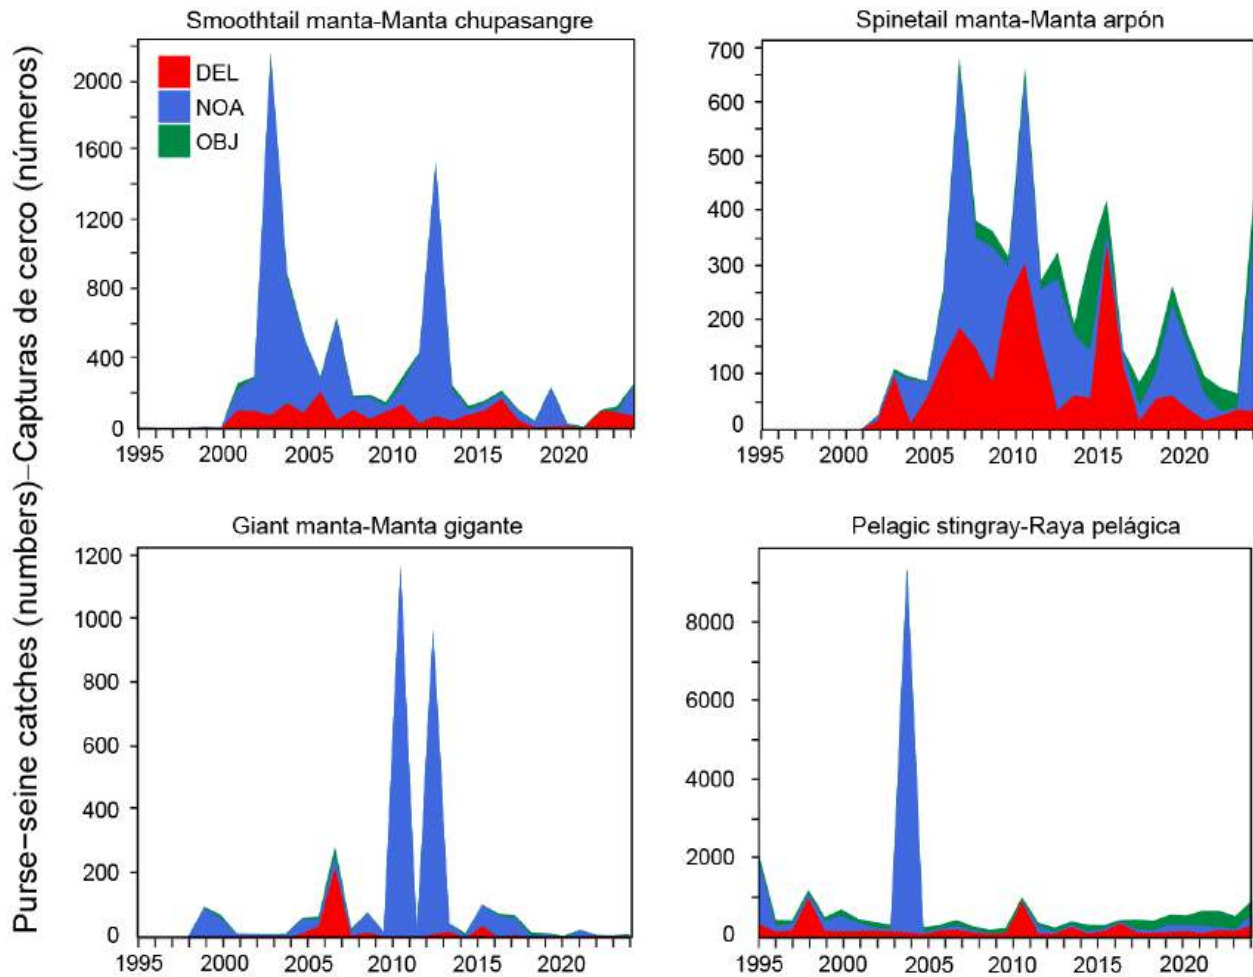 Purse-seine catches (numbers)–Capturas de cerco (números)
Smoothtail manta-Manta chupasangre
2000
1600
1200
800
400
0
DEL
NOA
OBJ
1995 2000 2005 2010 2015 2020
Spinetail manta-Manta arpón
700
600
500
400
300
200
100
0
1995 2000 2005 2010 2015 2020
Giant manta-Manta gigante
1200
1000
800
600
400
200
0
1995 2000 2005 2010 2015 2020
Pelagic stingray-Raya pelágica
8000
6000
4000
2000
0
1995 2000 2005 2010 2015 2020